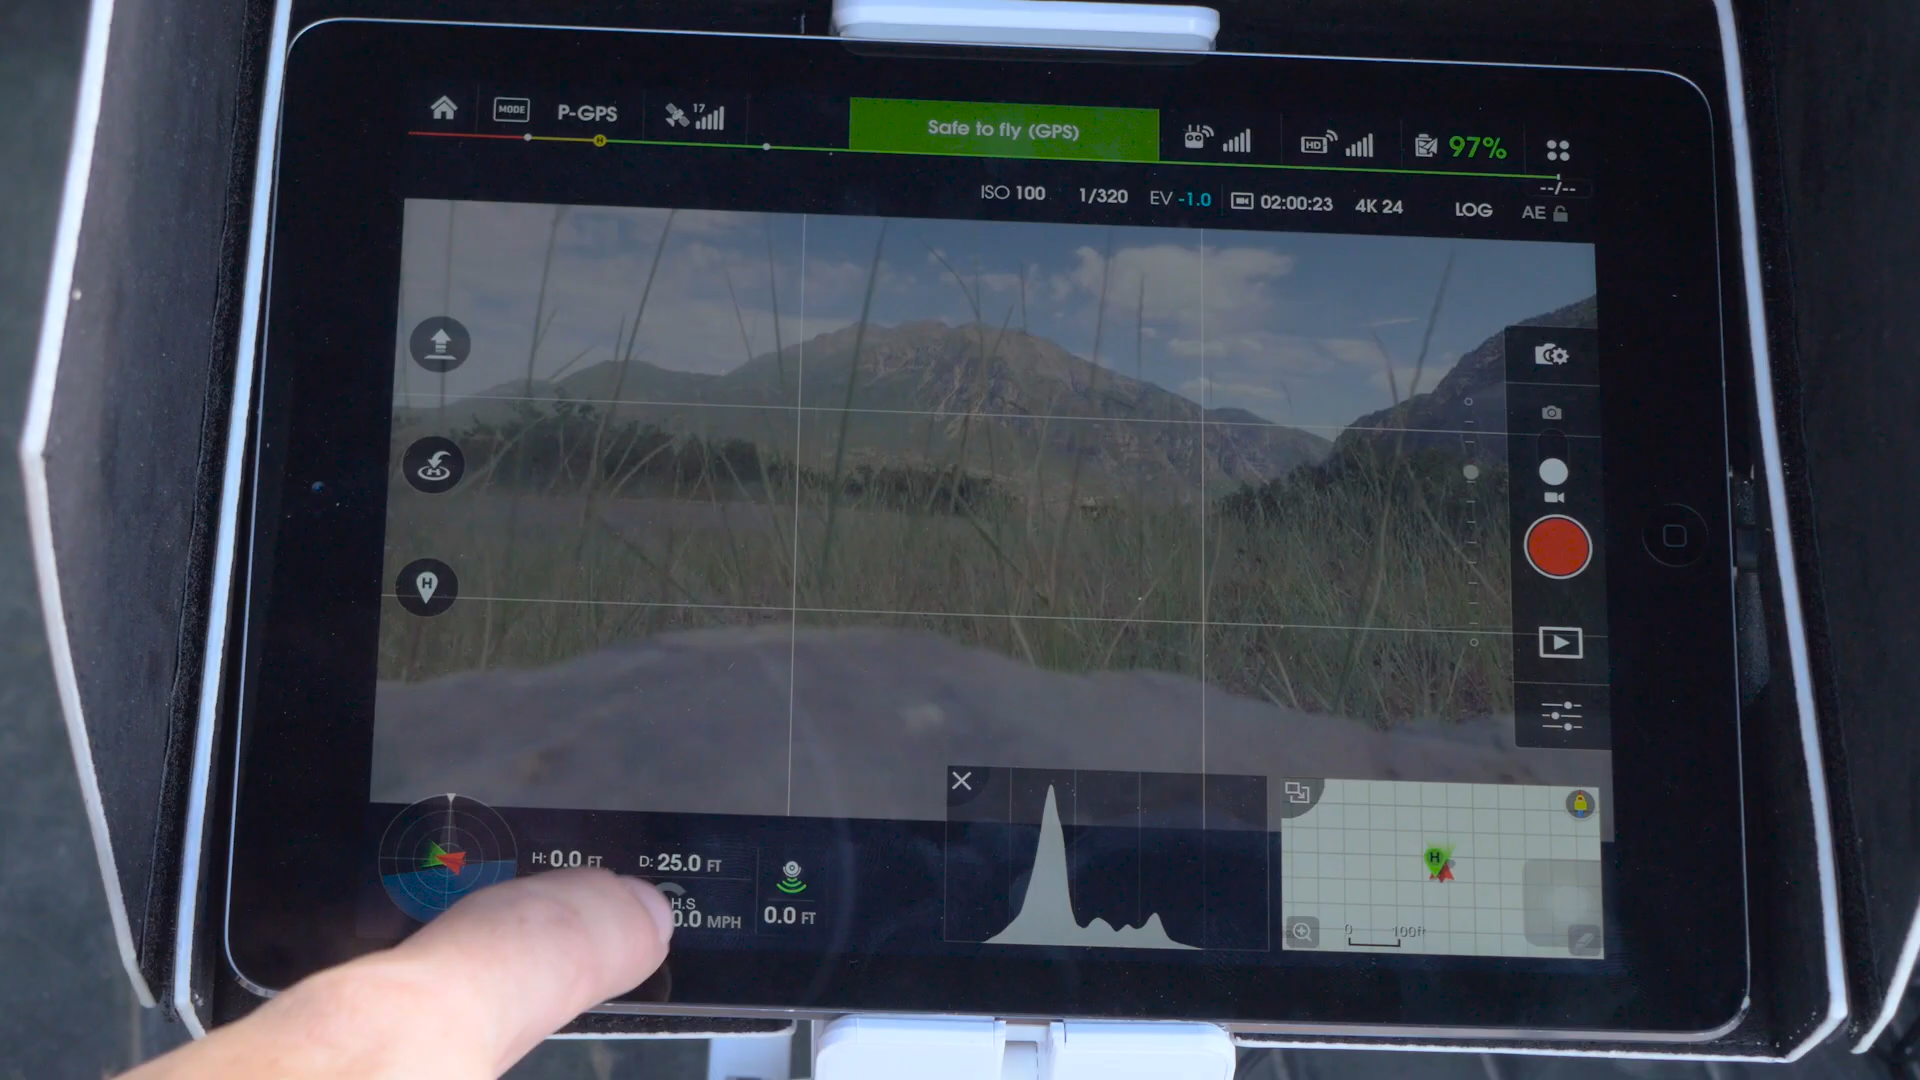 MODE P-GPS 17 Safe to fly (GPS) HD 97%
--/--
ISO 100 1/320 EV -1.0 02:00:23 4K 24 LOG AE
H
H
H: 0.0 FT D: 25.0 FT
H.S
0.0 MPH 0.0 FT
H
0 100ft